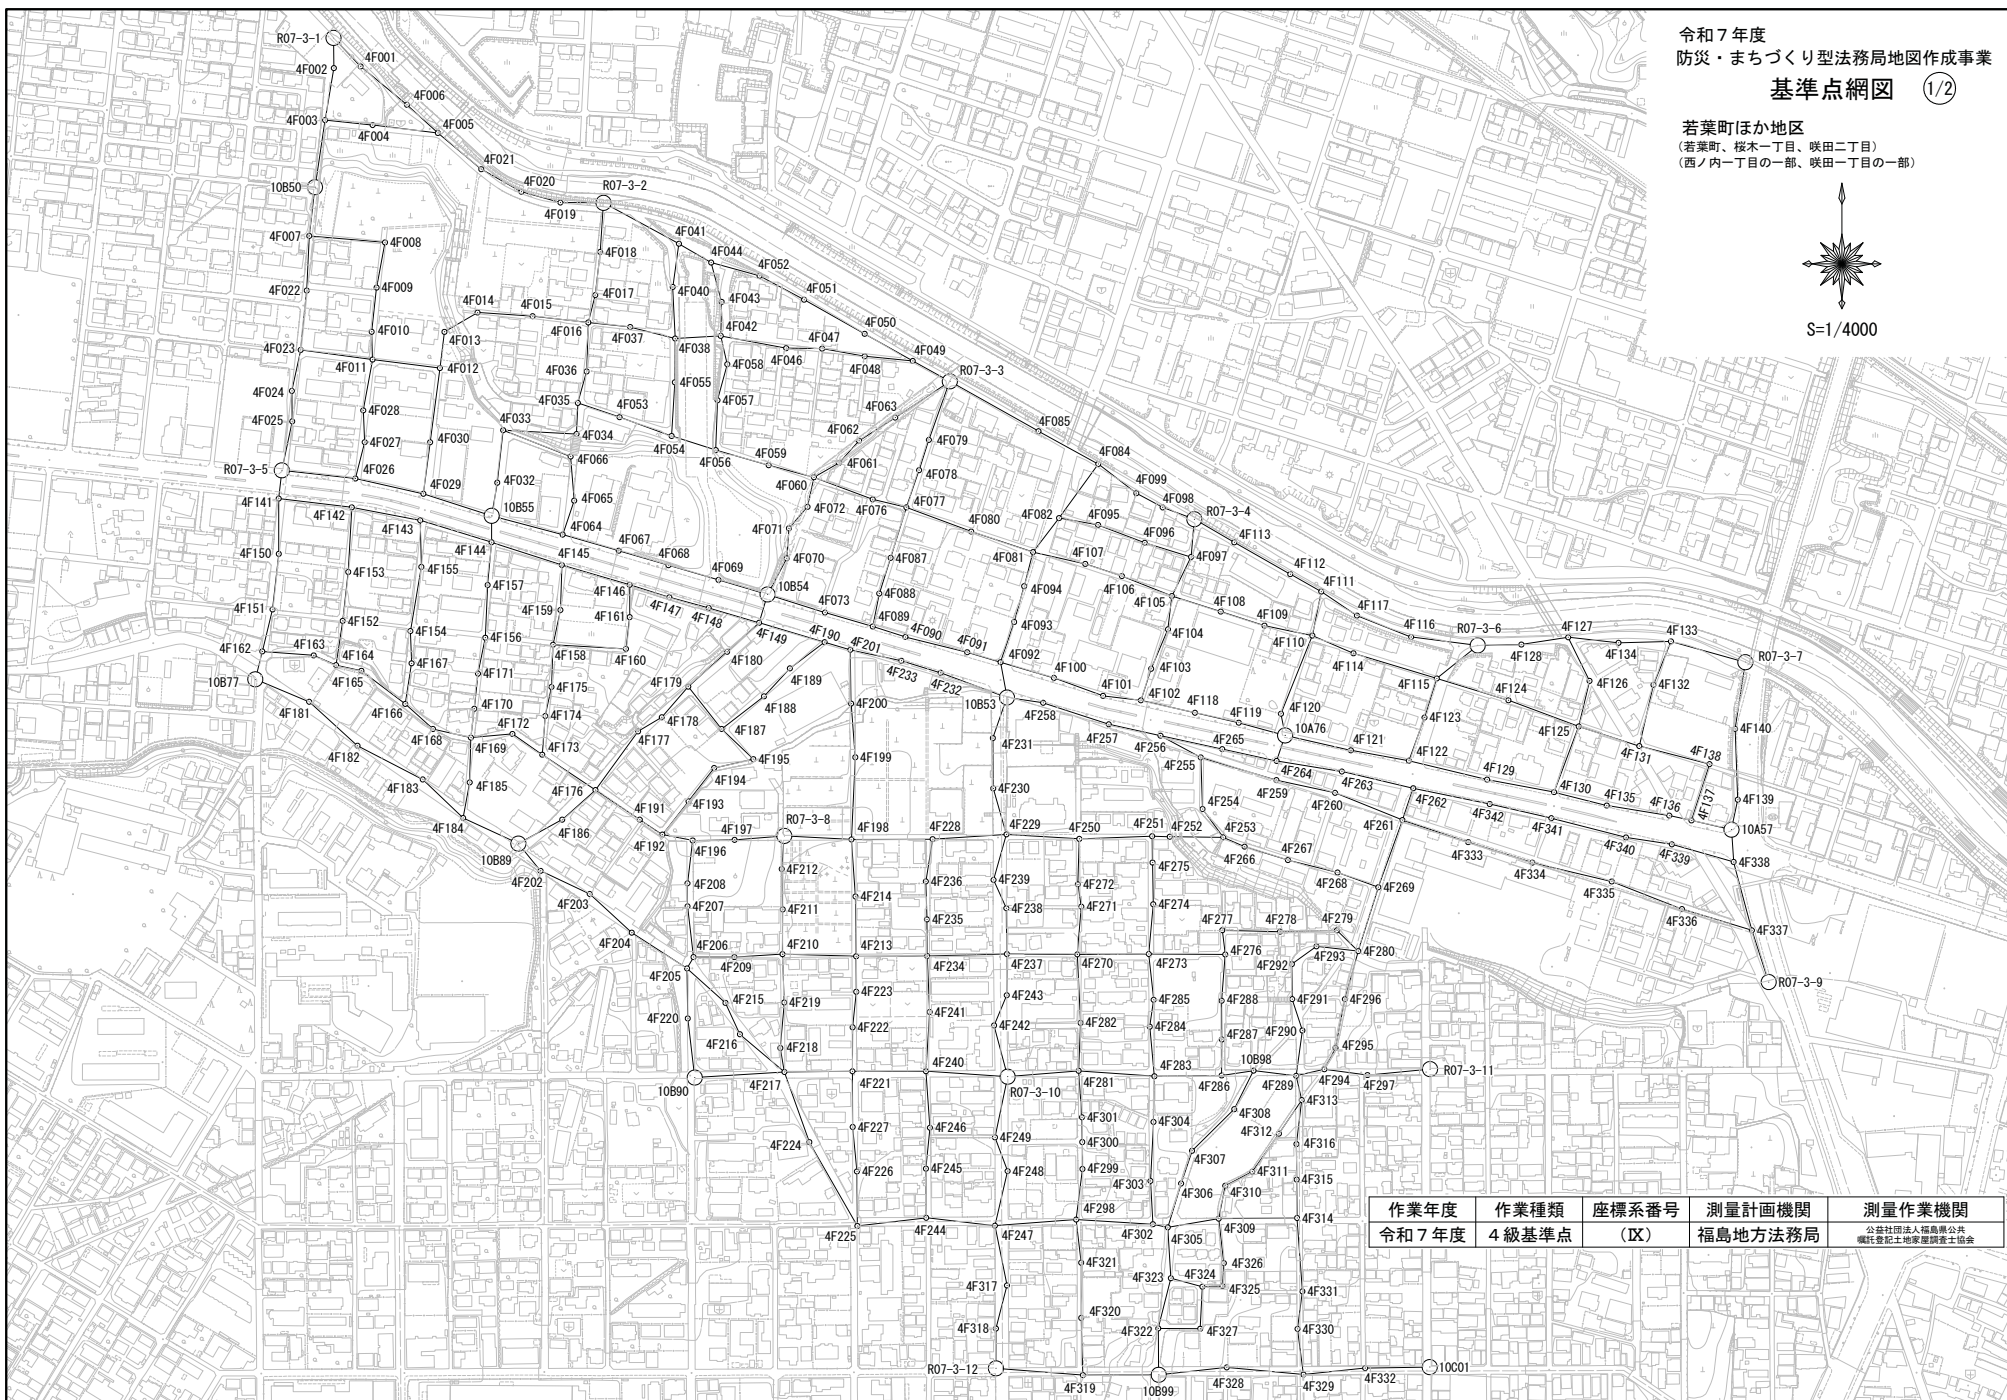 令和７年度
防災・まちづくり型法務局地図作成事業
基準点網図 1/2
若葉町ほか地区
(若葉町、桜木一丁目、咲田二丁目)
(西ノ内一丁目の一部、咲田一丁目の一部)
S=1/4000
R07-3-1
4F001
4F002
4F006
4F003
4F004
4F005
4F021
10B50
4F020
R07-3-2
4F019
4F007
4F008
4F041
4F018
4F044
4F052
4F022
4F009
4F017
4F040
4F043
4F051
4F014
4F015
4F010
4F013
4F016
4F037
4F042
4F050
4F023
4F038
4F046
4F047
4F011
4F012
4F058
4F048
4F049
R07-3-3
4F036
4F055
4F024
4F035
4F053
4F057
4F063
4F028
4F025
4F033
4F034
4F062
4F085
4F027
4F030
4F054
4F079
4F066
4F056
4F059
4F061
R07-3-5
4F026
4F078
4F084
4F032
4F060
4F029
4F141
4F065
4F072
4F076
4F077
4F099
4F142
10B55
4F098
4F143
4F064
4F071
4F080
4F082
4F095
R07-3-4
4F144
4F067
4F096
4F113
4F150
4F145
4F068
4F070
4F087
4F081
4F107
4F097
4F153
4F155
4F069
10B54
4F112
4F157
4F146
4F094
4F106
4F088
4F105
4F111
4F151
4F159
4F147
4F073
4F108
4F117
4F152
4F161
4F148
4F089
4F093
4F109
4F154
4F156
4F149
4F190
4F090
4F104
4F110
4F116
R07-3-6
4F127
4F133
4F162
4F163
4F201
4F091
4F092
4F134
4F164
4F158
4F160
4F180
4F128
R07-3-7
4F165
4F167
4F171
4F233
4F100
4F103
4F114
10B77
4F189
4F232
4F101
4F115
4F126
4F132
4F175
4F179
4F102
4F124
4F181
4F166
4F170
4F188
4F200
10B53
4F118
4F120
4F123
4F168
4F172
4F174
4F178
4F258
4F119
4F187
4F231
4F257
10A76
4F125
4F140
4F182
4F169
4F173
4F177
4F256
4F265
4F121
4F195
4F199
4F122
4F131
4F138
4F183
4F185
4F194
4F255
4F264
4F129
4F176
4F230
4F263
4F259
4F130
4F193
4F254
4F262
4F135
4F137
4F139
4F184
4F191
4F260
4F342
4F136
10A57
4F186
R07-3-8
4F229
4F253
4F341
4F192
4F197
4F198
4F228
4F250
4F251
4F252
4F261
4F196
4F340
10B89
4F266
4F333
4F339
4F267
4F338
4F202
4F212
4F275
4F334
4F208
4F236
4F239
4F272
4F268
4F269
4F335
4F203
4F207
4F211
4F214
4F235
4F238
4F271
4F274
4F336
4F204
4F277
4F278
4F279
4F337
4F206
4F210
4F213
4F205
4F209
4F234
4F237
4F270
4F273
4F276
4F292
4F293
4F280
4F215
4F219
4F223
4F243
4F285
4F288
4F291
4F296
R07-3-9
4F220
4F241
4F222
4F242
4F282
4F284
4F290
4F216
4F218
4F287
4F295
4F240
10B98
4F217
4F221
4F281
4F283
4F286
4F289
4F294
4F297
R07-3-11
10B90
R07-3-10
4F313
4F301
4F304
4F308
4F224
4F227
4F246
4F249
4F300
4F312
4F316
4F226
4F245
4F248
4F299
4F307
4F311
4F303
4F306
4F310
4F315
4F225
4F244
4F247
4F298
4F302
4F305
4F309
4F314
4F321
4F326
4F317
4F323
4F324
4F325
4F331
4F320
4F318
4F322
4F327
4F330
R07-3-12
4F319
10B99
4F328
4F329
4F332
10C01
作業年度 作業種類 座標系番号 測量計画機関 測量作業機関
令和７年度 ４級基準点 (Ⅸ) 福島地方法務局 公益社団法人福島県公共
嘱託登記土地家屋調査士協会